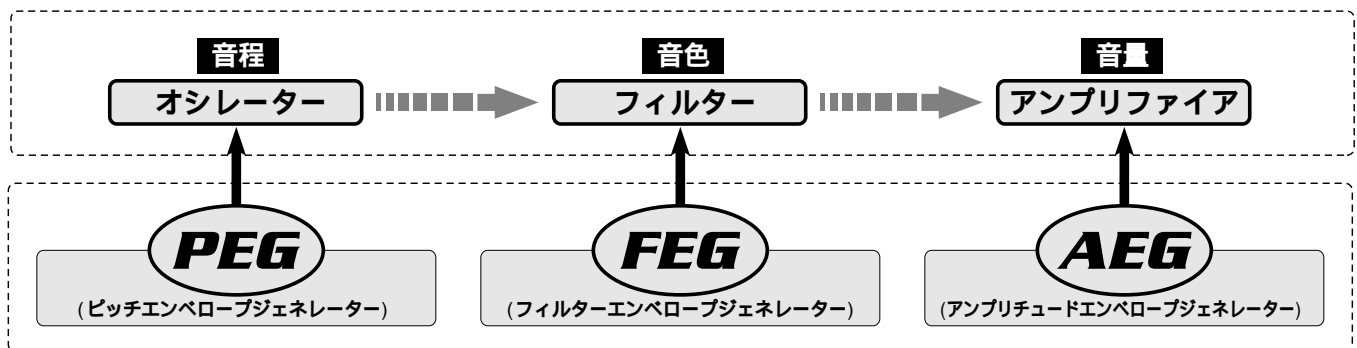 音程
オシレーター
音色
フィルター
音量
アンプリファイア
PEG
(ピッチエンベロープジェネレーター)
FEG
(フィルターエンベロープジェネレーター)
AEG
(アンプリチュードエンベロープジェネレーター)